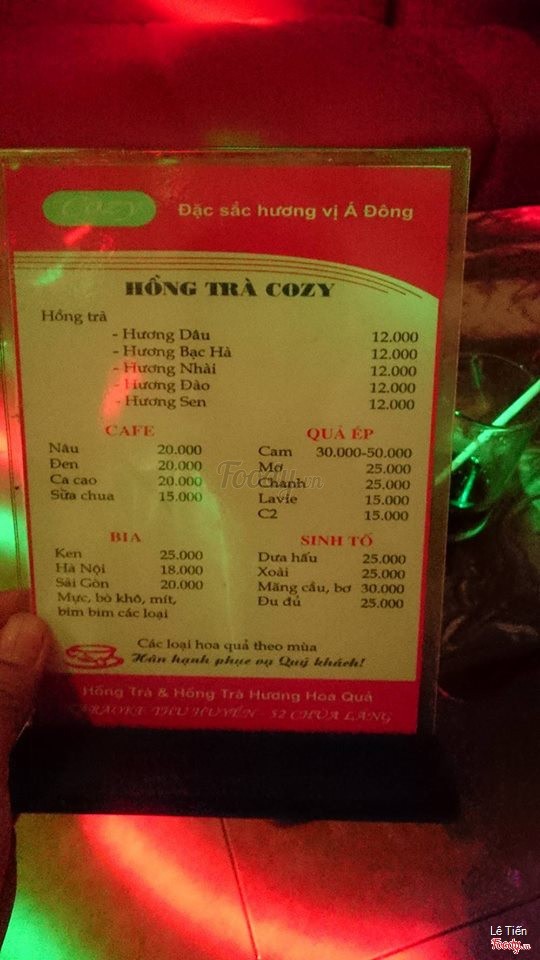 Cozy
Đặc sắc hương vị Á Đông
HỒNG TRÀ COZY
Hồng trà
- Hương Dâu 12.000
- Hương Bạc Hà 12.000
- Hương Nhài 12.000
- Hương Đào 12.000
- Hương Sen 12.000
CAFE
Nâu 20.000
Đen 20.000
Ca cao 20.000
Sữa chua 15.000
QUẢ ÉP
Cam 30.000-50.000
Mơ 25.000
Chanh 25.000
Lavie 15.000
C2 15.000
BIA
Ken 25.000
Hà Nội 18.000
Sài Gòn 20.000
Mực, bò khô, mít,
bim bim các loại
SINH TỐ
Dưa hấu 25.000
Xoài 25.000
Mãng cầu, bơ 30.000
Đu đủ 25.000
Các loại hoa quả theo mùa
Hân hạnh phục vụ Quý khách!
Hồng Trà & Hồng Trà Hương Hoa Quả
KARAOKE THU HUYỀN - 52 CHÙA LÁNG
Foody.vn
Lê Tiến
Foody.vn